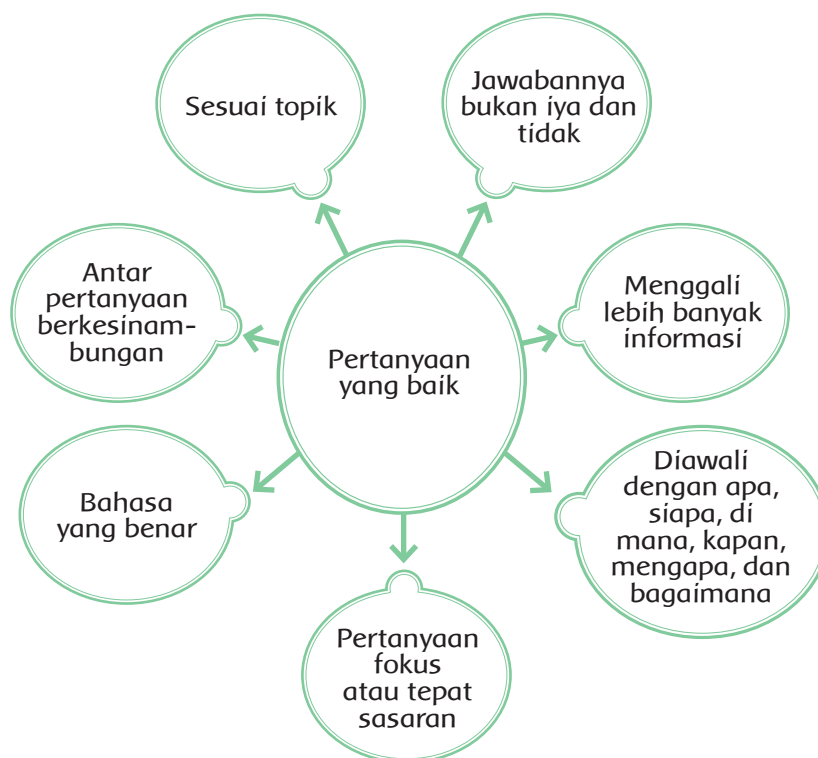 Sesuai topik
Jawabannya
bukan iya dan
tidak
Antar
pertanyaan
berkesinam-
bungan
Menggali
lebih banyak
informasi
Pertanyaan
yang baik
Bahasa
yang benar
Diawali
dengan apa,
siapa, di
mana, kapan,
mengapa, dan
bagaimana
Pertanyaan
fokus
atau tepat
sasaran